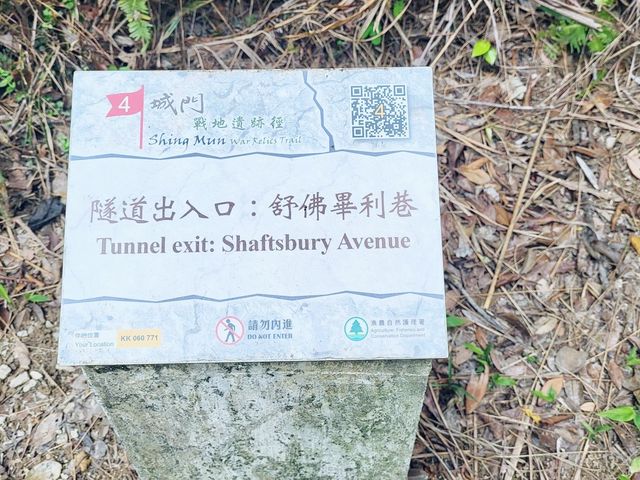 4
城門
戰地遺跡徑
Shing Mun War Relics Trail
4
隧道出入口：舒佛畢利巷
Tunnel exit: Shaftsbury Avenue
你的位置
Your Location
KK 060 771
請勿內進
DO NOT ENTER
漁農自然護理署
Agriculture, Fisheries and
Conservation Department